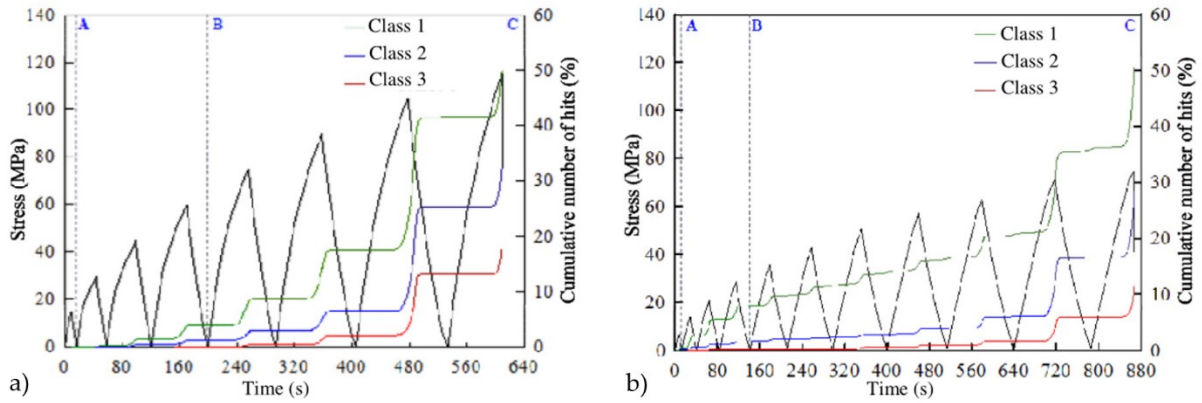 140
120
100
80
60
40
20
0
Stress (MPa)
A
B
C
Class 1
Class 2
Class 3
60
50
40
30
20
10
0
Cumulative number of hits (%)
0 80 160 240 320 400 480 560 640
Time (s)
a)
140
120
100
80
60
40
20
0
Stress (MPa)
A
B
C
Class 1
Class 2
Class 3
60
50
40
30
20
10
0
Cumulative number of hits (%)
0 80 160 240 320 400 480 560 640 720 800 880
Time (s)
b)